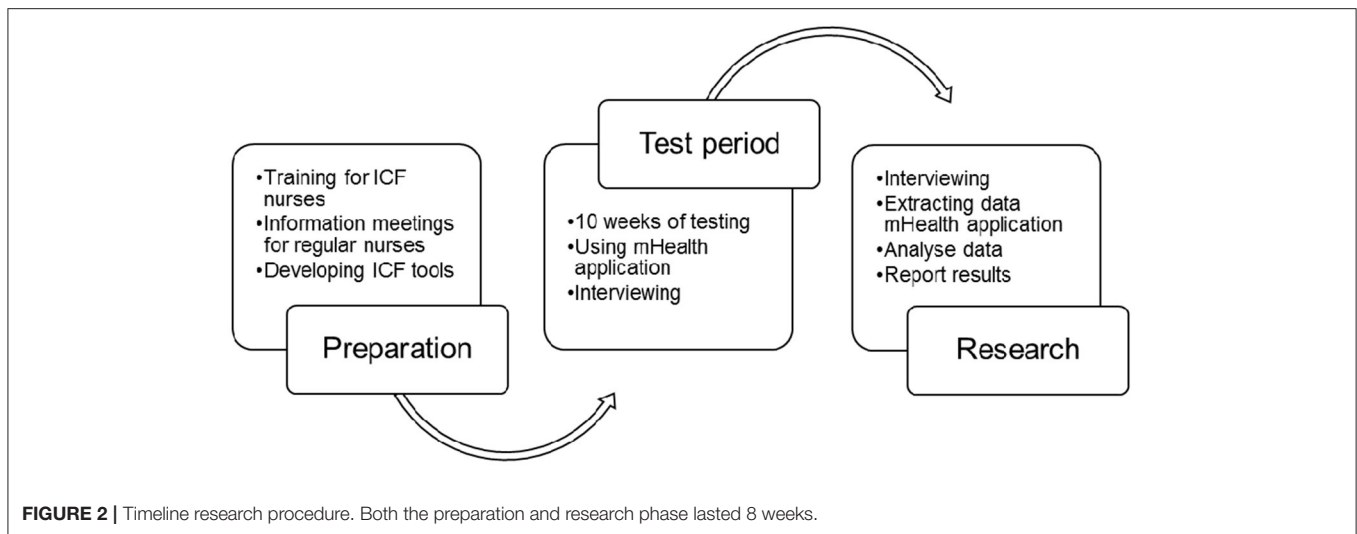 •Training for ICF
nurses
•Information meetings
for regular nurses
•Developing ICF tools
Preparation
Test period
•10 weeks of testing
•Using mHealth
application
•Interviewing
•Interviewing
•Extracting data
mHealth application
•Analyse data
•Report results
Research
FIGURE 2 | Timeline research procedure. Both the preparation and research phase lasted 8 weeks.